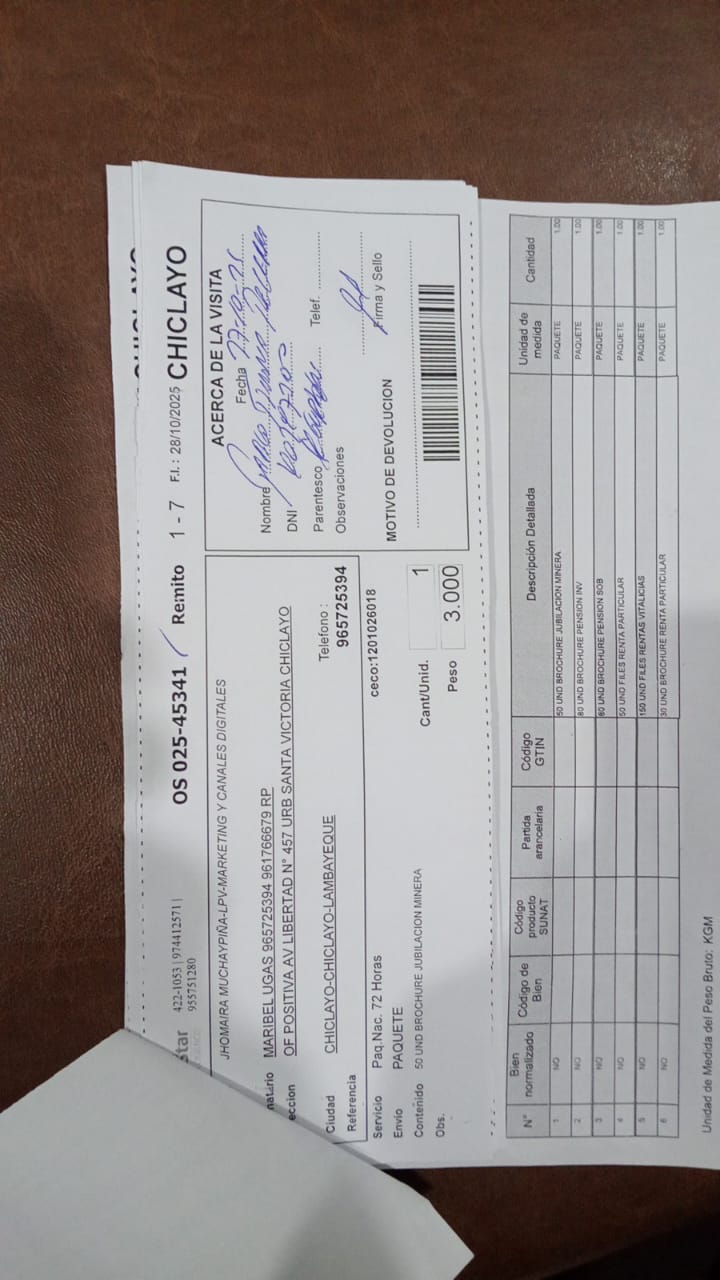 CHICLAYO
star 422-1053 | 974412571 |
955751280
OS 025-45341 Remito 1 - 7 F.I.: 28/10/2025 CHICLAYO
JHOMAIRA MUCHAYPIÑA-LPV-MARKETING Y CANALES DIGITALES
natario MARIBEL UGAS 965725394 961766679 RP
eccion OF POSITIVA AV LIBERTAD N° 457 URB SANTA VICTORIA CHICLAYO
Ciudad CHICLAYO-CHICLAYO-LAMBAYEQUE
Telefono :
965725394
Referencia
Servicio Paq.Nac. 72 Horas ceco:1201026018
Envio PAQUETE
Contenido 50 UND BROCHURE JUBILACION MINERA
Cant/Unid. 1
Obs.
Peso 3.000
ACERCA DE LA VISITA
Fecha
Nombre
DNI
Parentesco Telef.
Observaciones
Firma y Sello
MOTIVO DE DEVOLUCION
N° Bien normalizado Código de Bien Código producto SUNAT Partida arancelaria Código GTIN Descripción Detallada Unidad de medida Cantidad
1 NO 50 UND BROCHURE JUBILACION MINERA PAQUETE 1.00
2 NO 80 UND BROCHURE PENSION INV PAQUETE 1.00
3 NO 80 UND BROCHURE PENSION SOB PAQUETE 1.00
4 NO 50 UND FILES RENTA PARTICULAR PAQUETE 1.00
5 NO 150 UND FILES RENTAS VITALICIAS PAQUETE 1.00
6 NO 30 UND BROCHURE RENTA PARTICULAR PAQUETE 1.00
Unidad de Medida del Peso Bruto: KGM